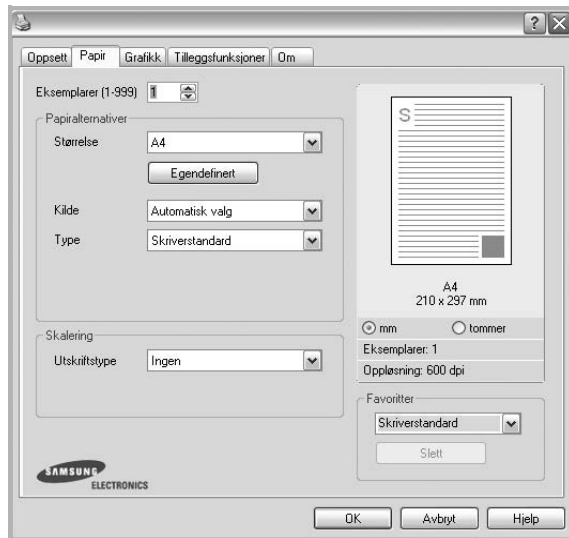 Oppsett Papir Grafikk Tilleggsfunksjoner Om
Eksemplarer (1-999) 1
Papiralternativer
Størrelse A4
Egendefinert
Kilde Automatisk valg
Type Skriverstandard
Skalering
Utskriftstype Ingen
SAMSUNG
ELECTRONICS
S
A4
210 x 297 mm
mm tommer
Eksemplarer: 1
Oppløsning: 600 dpi
Favoritter
Skriverstandard
Slett
OK Avbryt Hjelp